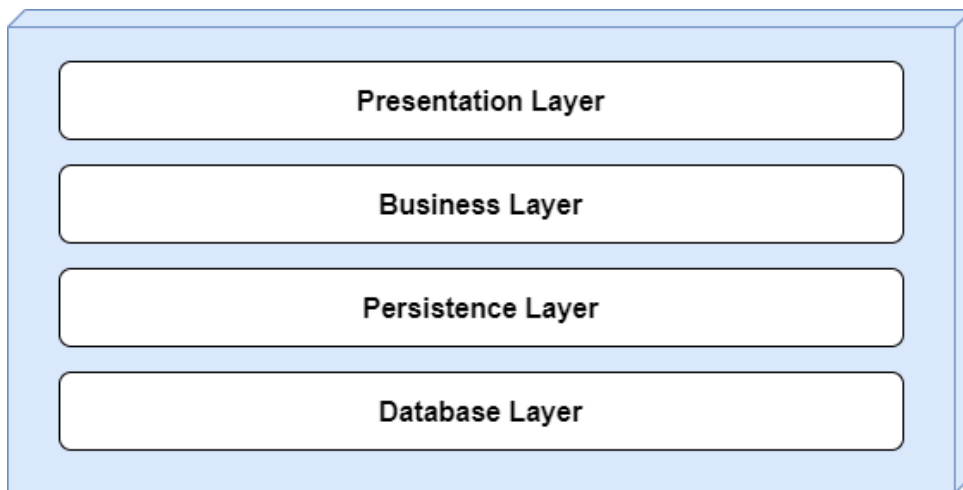 Presentation Layer
Business Layer
Persistence Layer
Database Layer